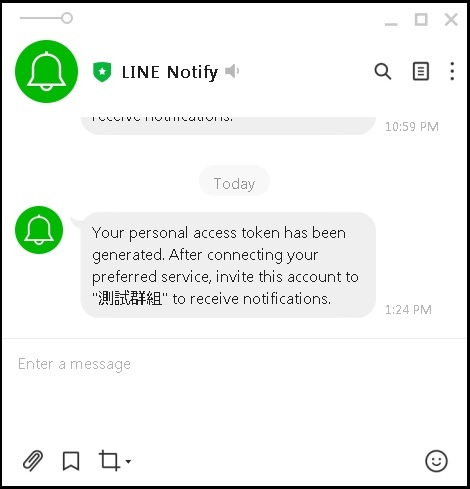 LINE Notify
receive notifications.
10:59 PM
Today
Your personal access token has been
generated. After connecting your
preferred service, invite this account to
"測試群組" to receive notifications.
1:24 PM
Enter a message